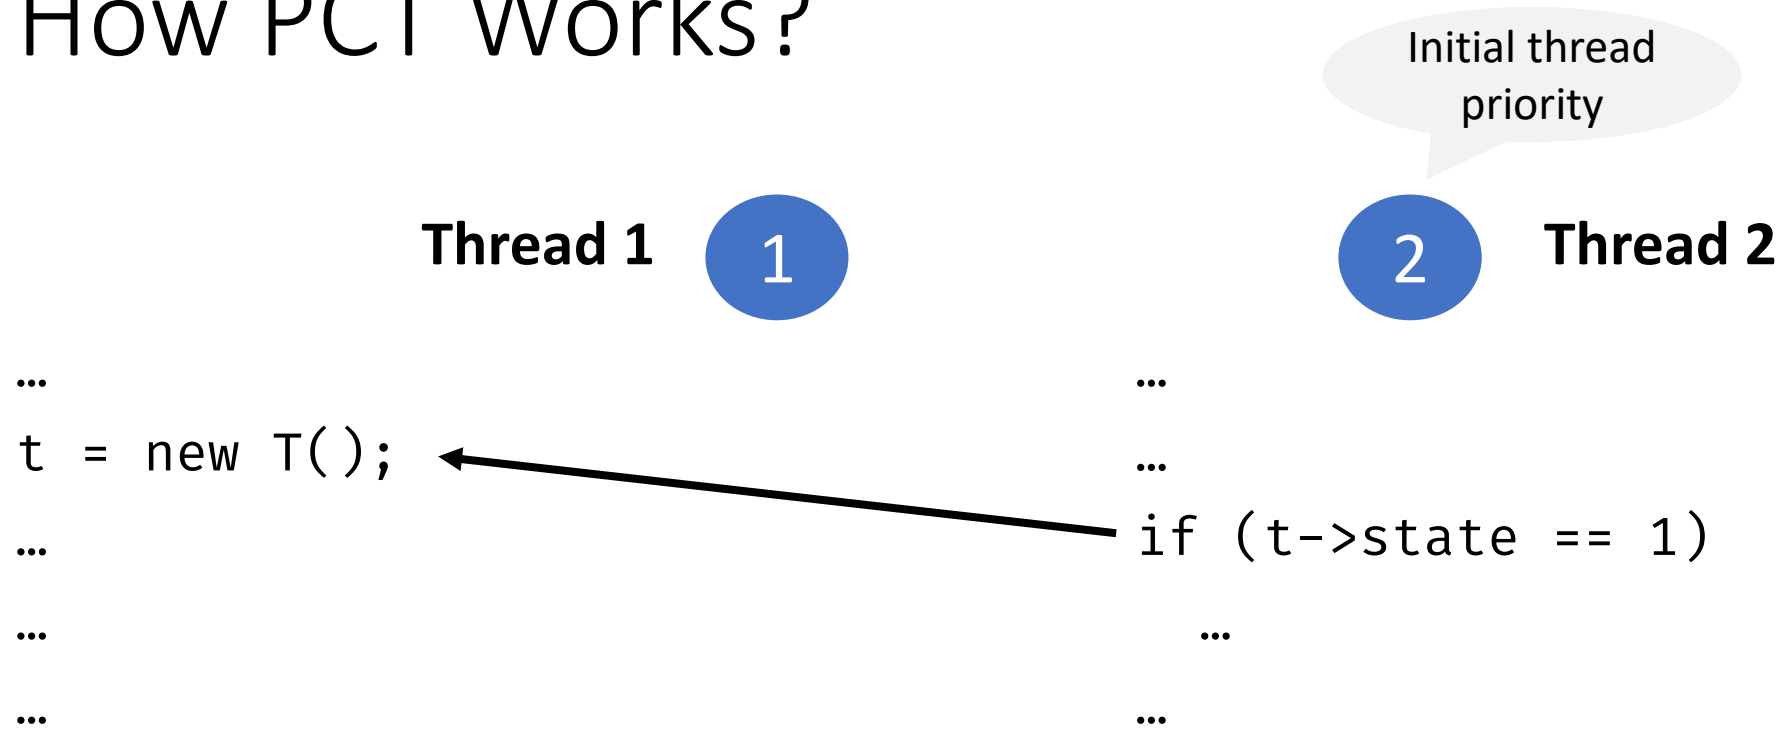 How PCT Works?
Initial thread
priority
Thread 1
1
2
Thread 2
…
t = new T();
…
…
…
…
…
if (t->state == 1)
…
…